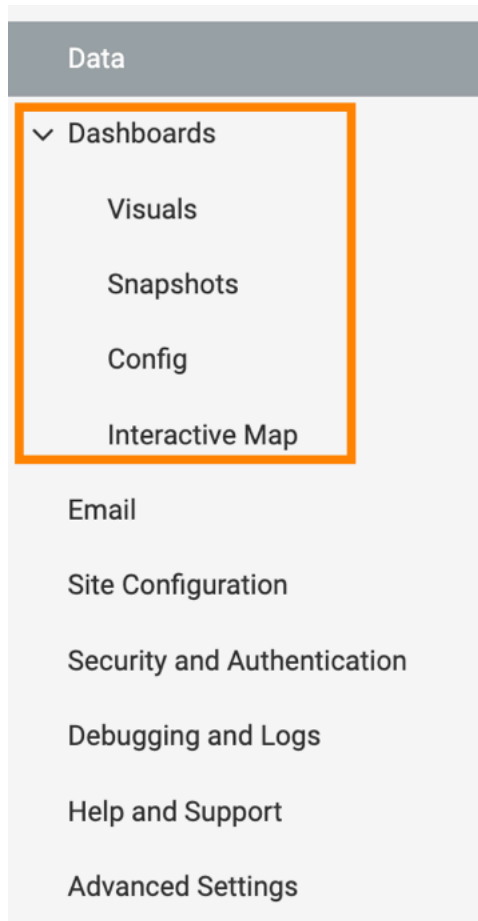 Data
Dashboards
Visuals
Snapshots
Config
Interactive Map
Email
Site Configuration
Security and Authentication
Debugging and Logs
Help and Support
Advanced Settings